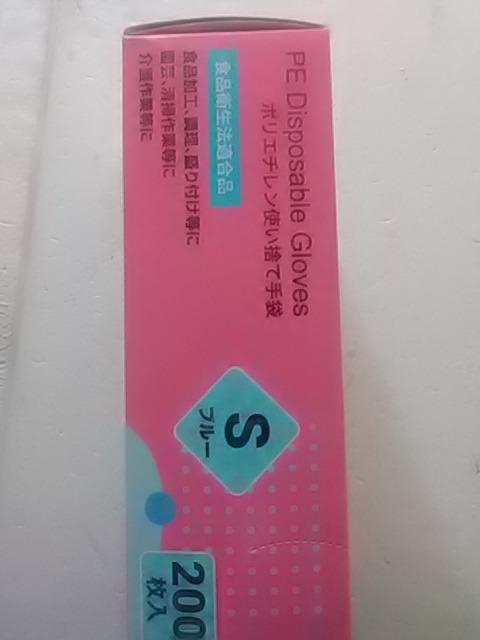 PE Disposable Gloves
ポリエチレン使い捨て手袋
食品衛生法適合品
食品加工、調理、盛り付け等に
園芸、清掃作業等に
介護作業等に
S
ブルー
200
枚入